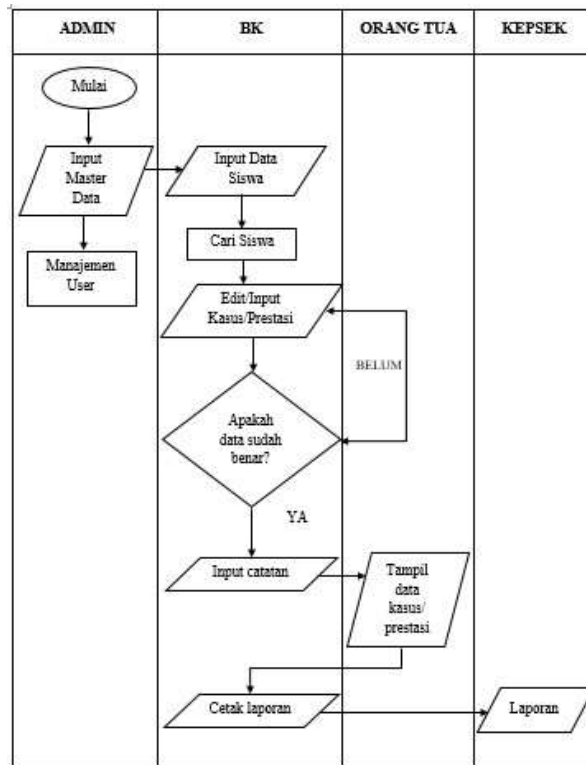 ADMIN
BK
ORANG TUA
KEPSEK
Mulai
Input
Master
Data
Input Data
Siswa
Manajemen
User
Cari Siswa
Edit/Input
Kasus/Prestasi
BELUM
Apakah
data sudah
benar?
YA
Input catatan
Tampil
data
kasus/
prestasi
Cetak laporan
Laporan